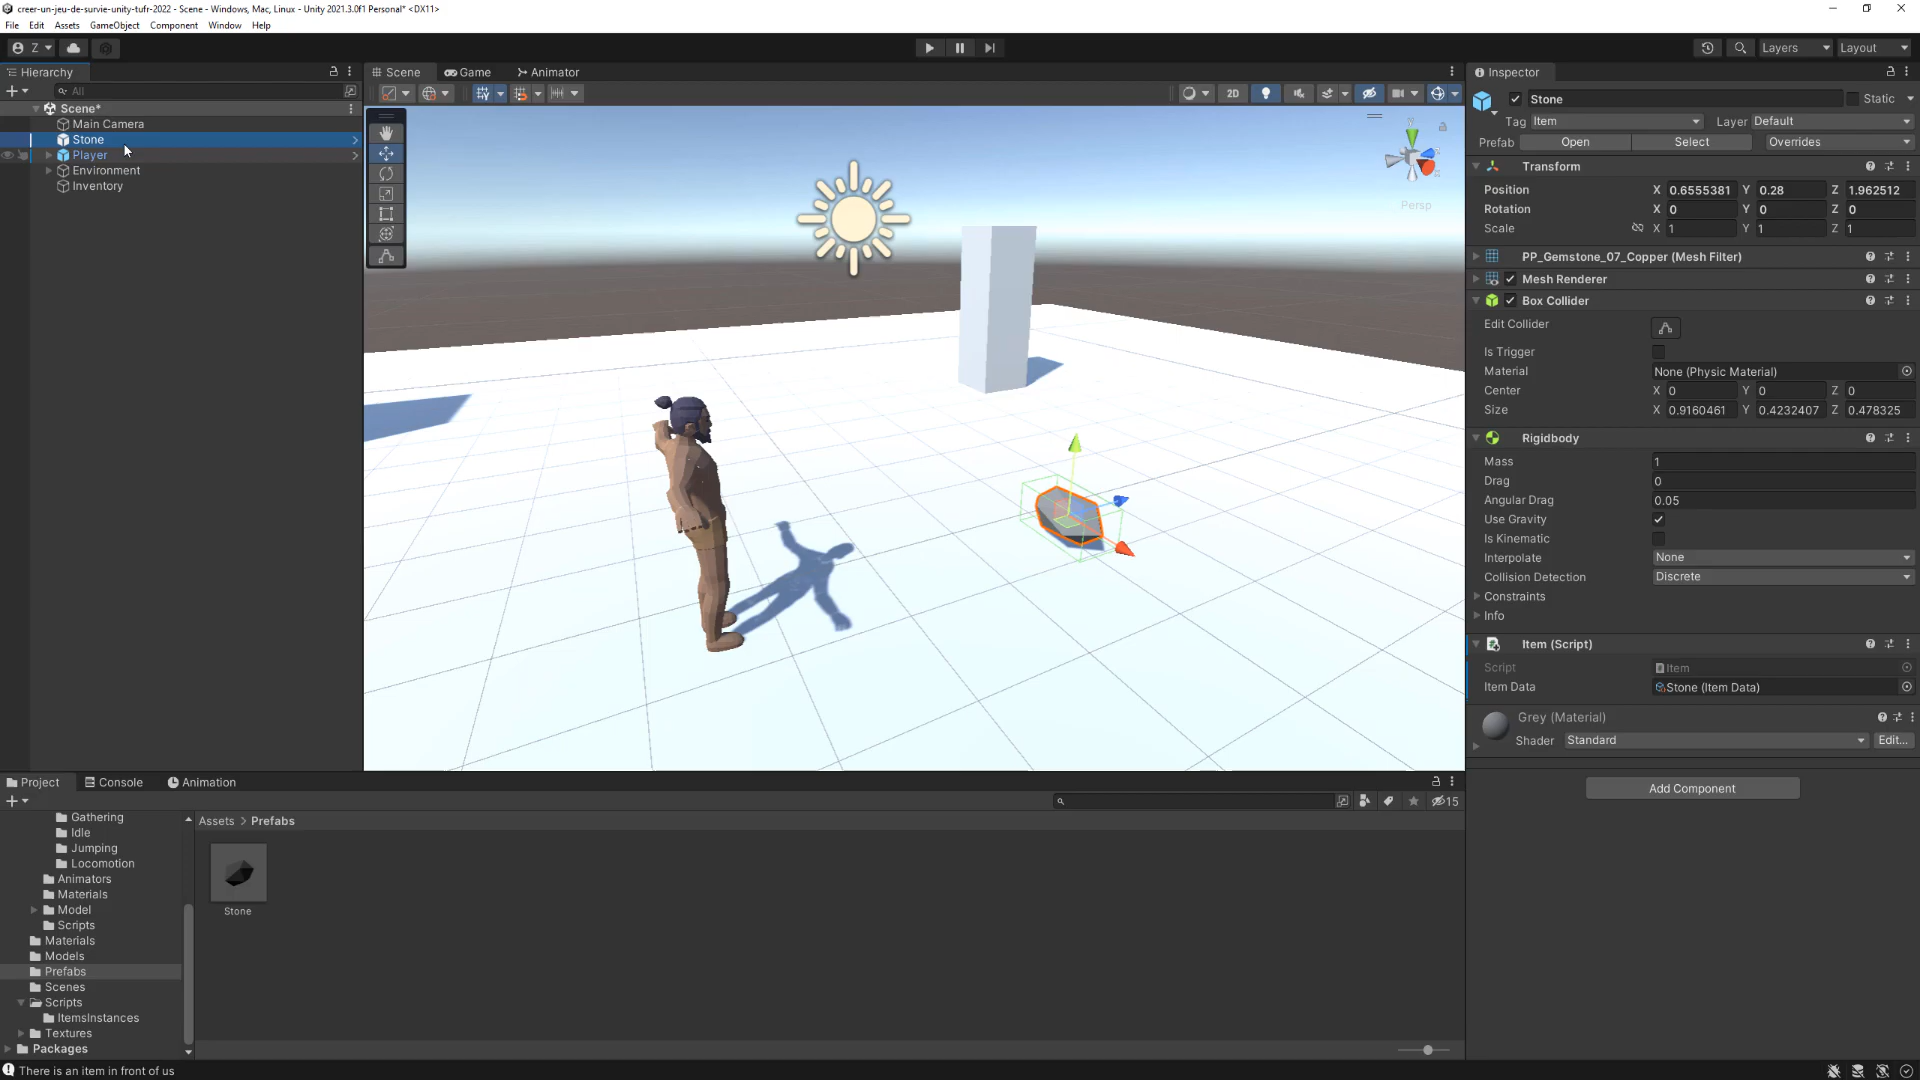 creer-un-jeu-de-survie-unity-tufr-2022 - Scene - Windows, Mac, Linux - Unity 2021.3.0f1 Personal* <DX11>
File Edit Assets GameObject Component Window Help
Z Layers Layout
Hierarchy
All
Scene*
Main Camera
Stone
Player
Environment
Inventory
Scene Game Animator
2D
Y
Persp
Inspector
Stone Static
Tag Item Layer Default
Prefab Open Select Overrides
Transform
Position X 0.6555381 Y 0.28 Z 1.962512
Rotation X 0 Y 0 Z 0
Scale X 1 Y 1 Z 1
PP_Gemstone_07_Copper (Mesh Filter)
Mesh Renderer
Box Collider
Edit Collider
Is Trigger
Material None (Physic Material)
Center X 0 Y 0 Z 0
Size X 0.9160461 Y 0.4232407 Z 0.478325
Rigidbody
Mass 1
Drag 0
Angular Drag 0.05
Use Gravity
Is Kinematic
Interpolate None
Collision Detection Discrete
Constraints
Info
Item (Script)
Script Item
Item Data Stone (Item Data)
Grey (Material)
Shader Standard Edit...
Add Component
Project Console Animation
15
Gathering
Idle
Jumping
Locomotion
Animators
Materials
Model
Scripts
Materials
Models
Prefabs
Scenes
Scripts
ItemsInstances
Textures
Packages
Assets > Prefabs
Stone
There is an item in front of us